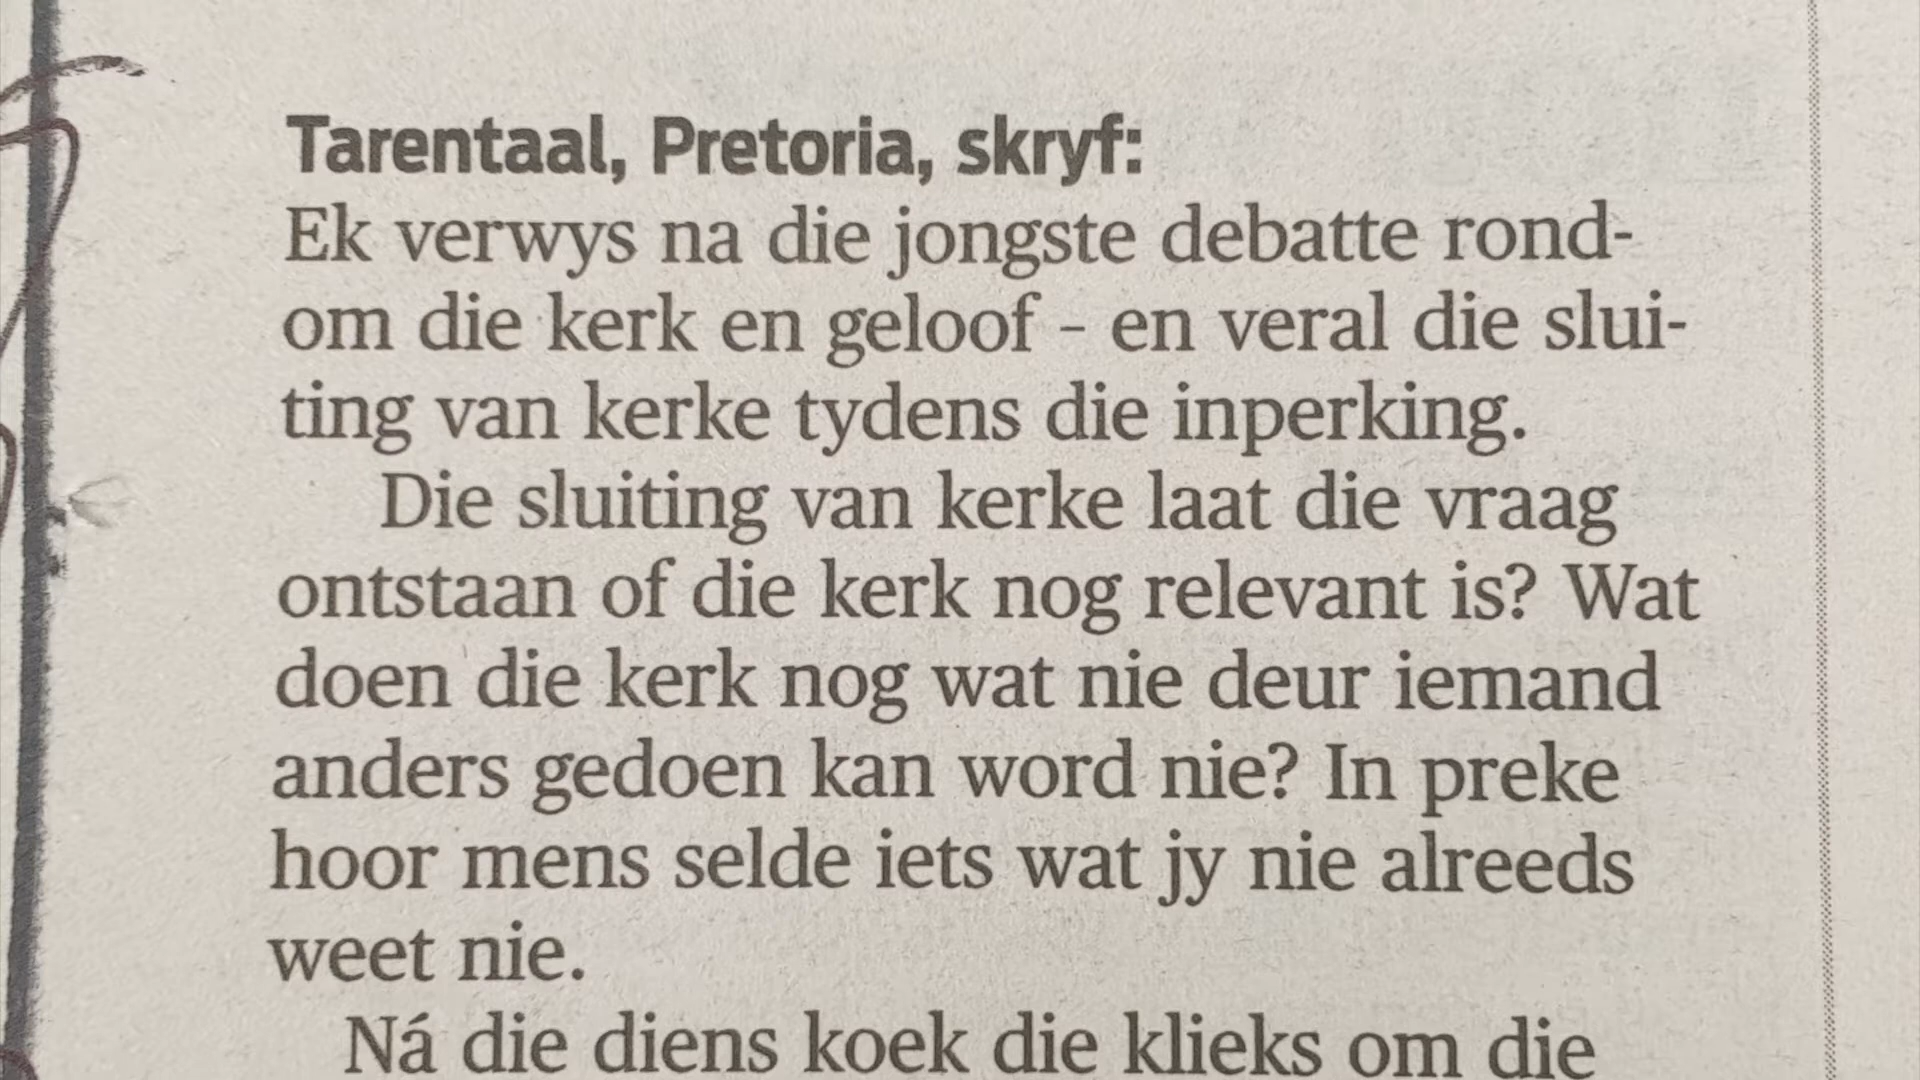 Tarentaal, Pretoria, skryf:
Ek verwys na die jongste debatte rond-
om die kerk en geloof – en veral die slui-
ting van kerke tydens die inperking.
Die sluiting van kerke laat die vraag
ontstaan of die kerk nog relevant is? Wat
doen die kerk nog wat nie deur iemand
anders gedoen kan word nie? In preke
hoor mens selde iets wat jy nie alreeds
weet nie.
Ná die diens koek die klieks om die